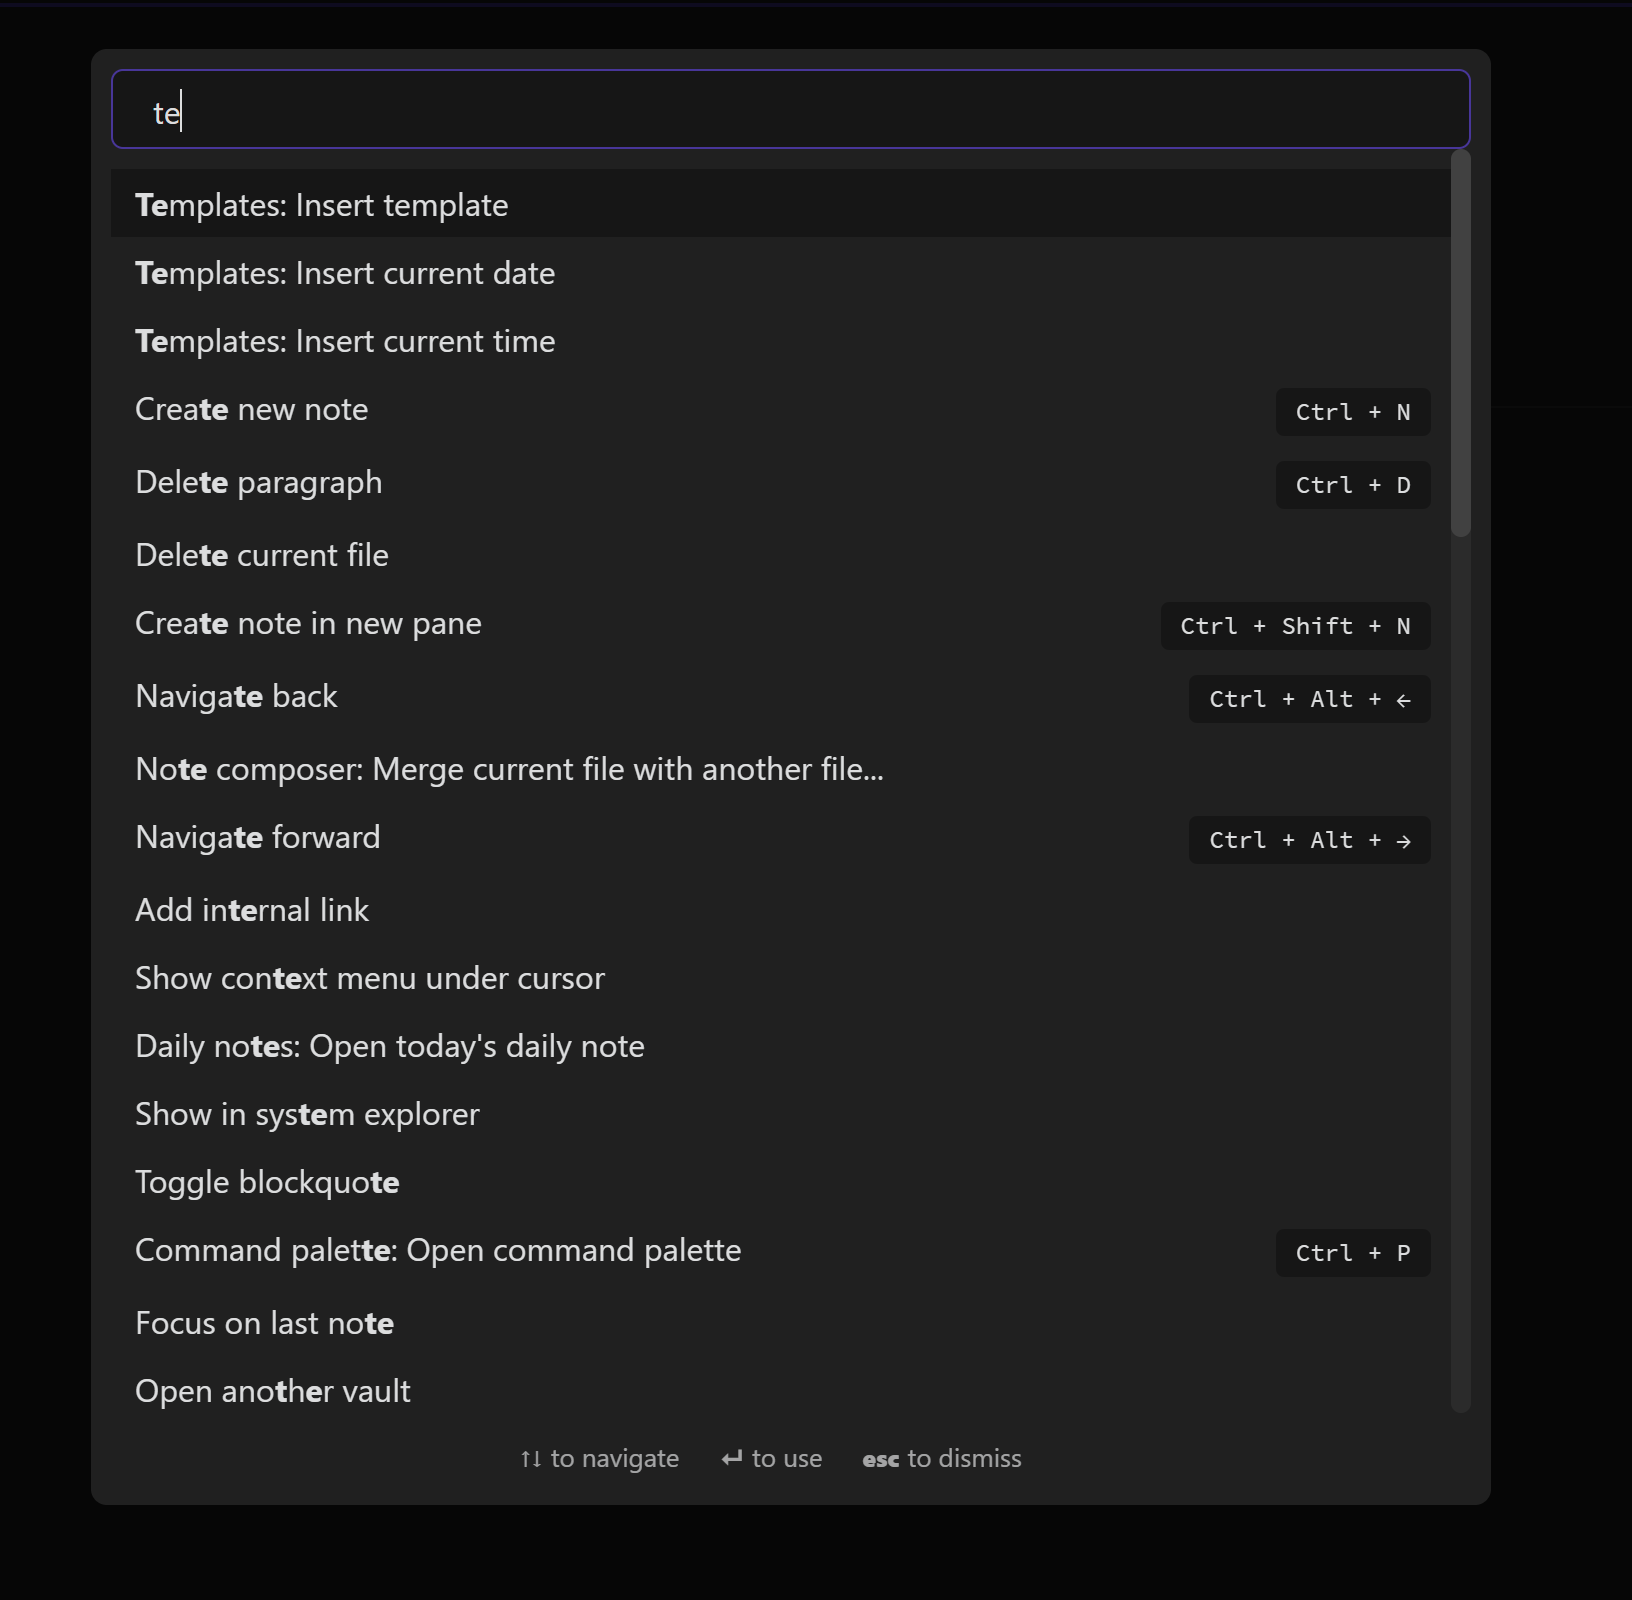 te
Templates: Insert template
Templates: Insert current date
Templates: Insert current time
Create new note Ctrl + N
Delete paragraph Ctrl + D
Delete current file
Create note in new pane Ctrl + Shift + N
Navigate back Ctrl + Alt + ←
Note composer: Merge current file with another file...
Navigate forward Ctrl + Alt + →
Add internal link
Show context menu under cursor
Daily notes: Open today's daily note
Show in system explorer
Toggle blockquote
Command palette: Open command palette Ctrl + P
Focus on last note
Open another vault
↑↓ to navigate ↵ to use esc to dismiss